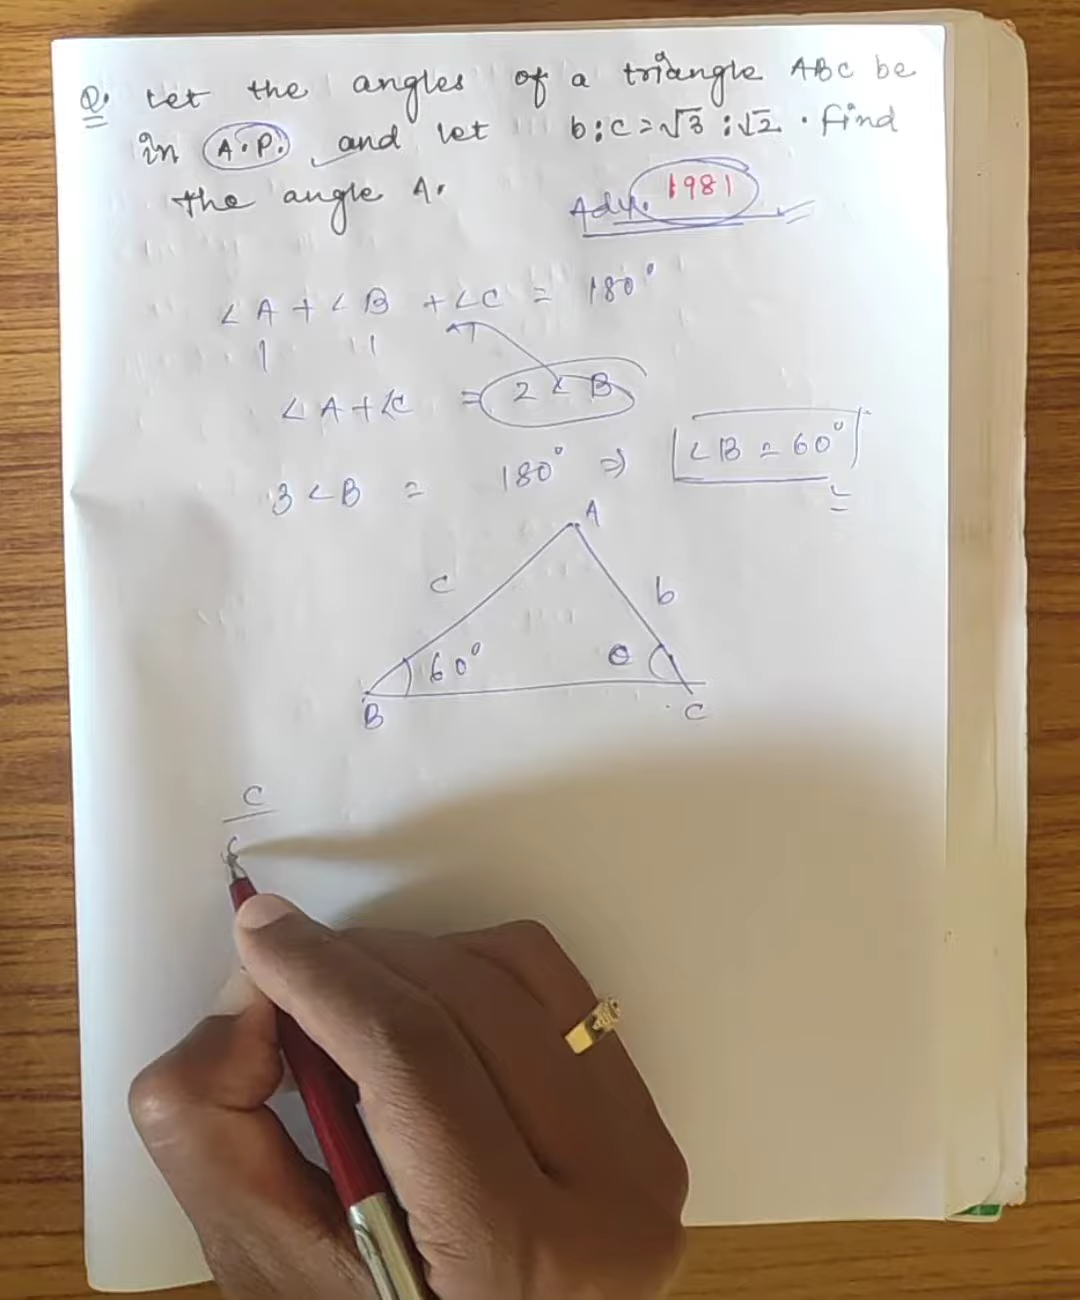 Q. Let the angles of a triangle ABC be
in A.P. and let b:c=√3:√2. find
the angle A.
Adv. 1981
∠A+∠B+∠C = 180°
∠A+∠C = 2∠B
3∠B = 180° ⇒ ∠B = 60°
A
c b
60° θ
B C
c